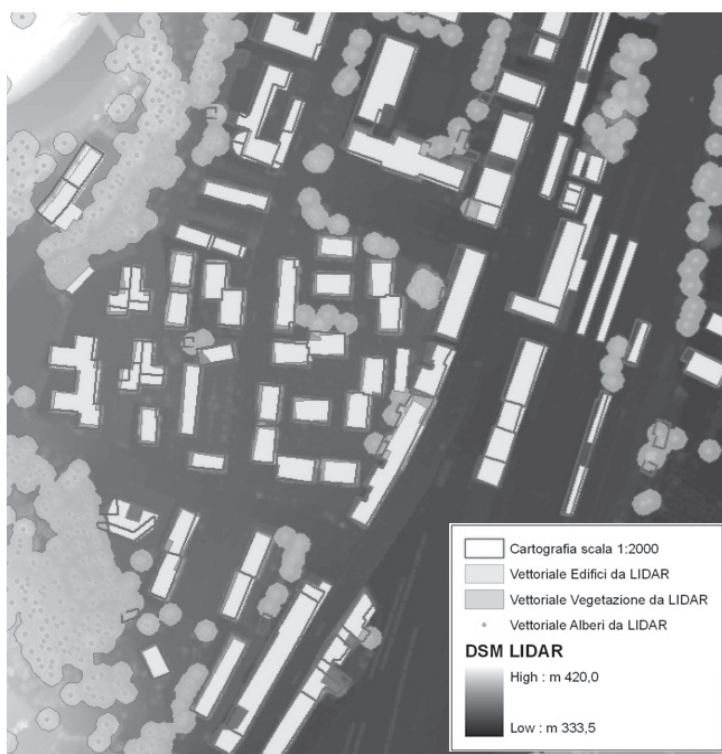 Cartografia scala 1:2000
Vettoriale Edifici da LIDAR
Vettoriale Vegetazione da LIDAR
Vettoriale Alberi da LIDAR
DSM LIDAR
High : m 420,0
Low : m 333,5